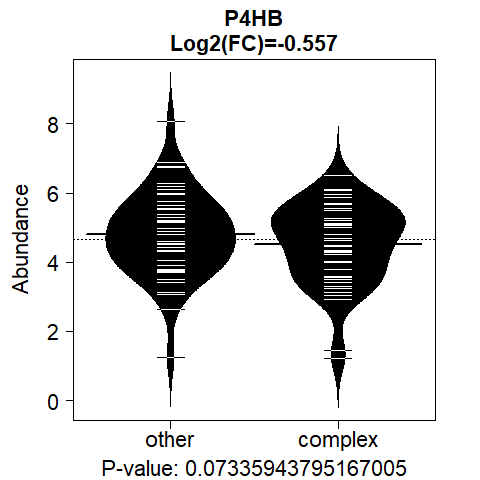 P4HB
Log2(FC)=-0.557
8
6
4
2
0
Abundance
other complex
P-value: 0.07335943795167005